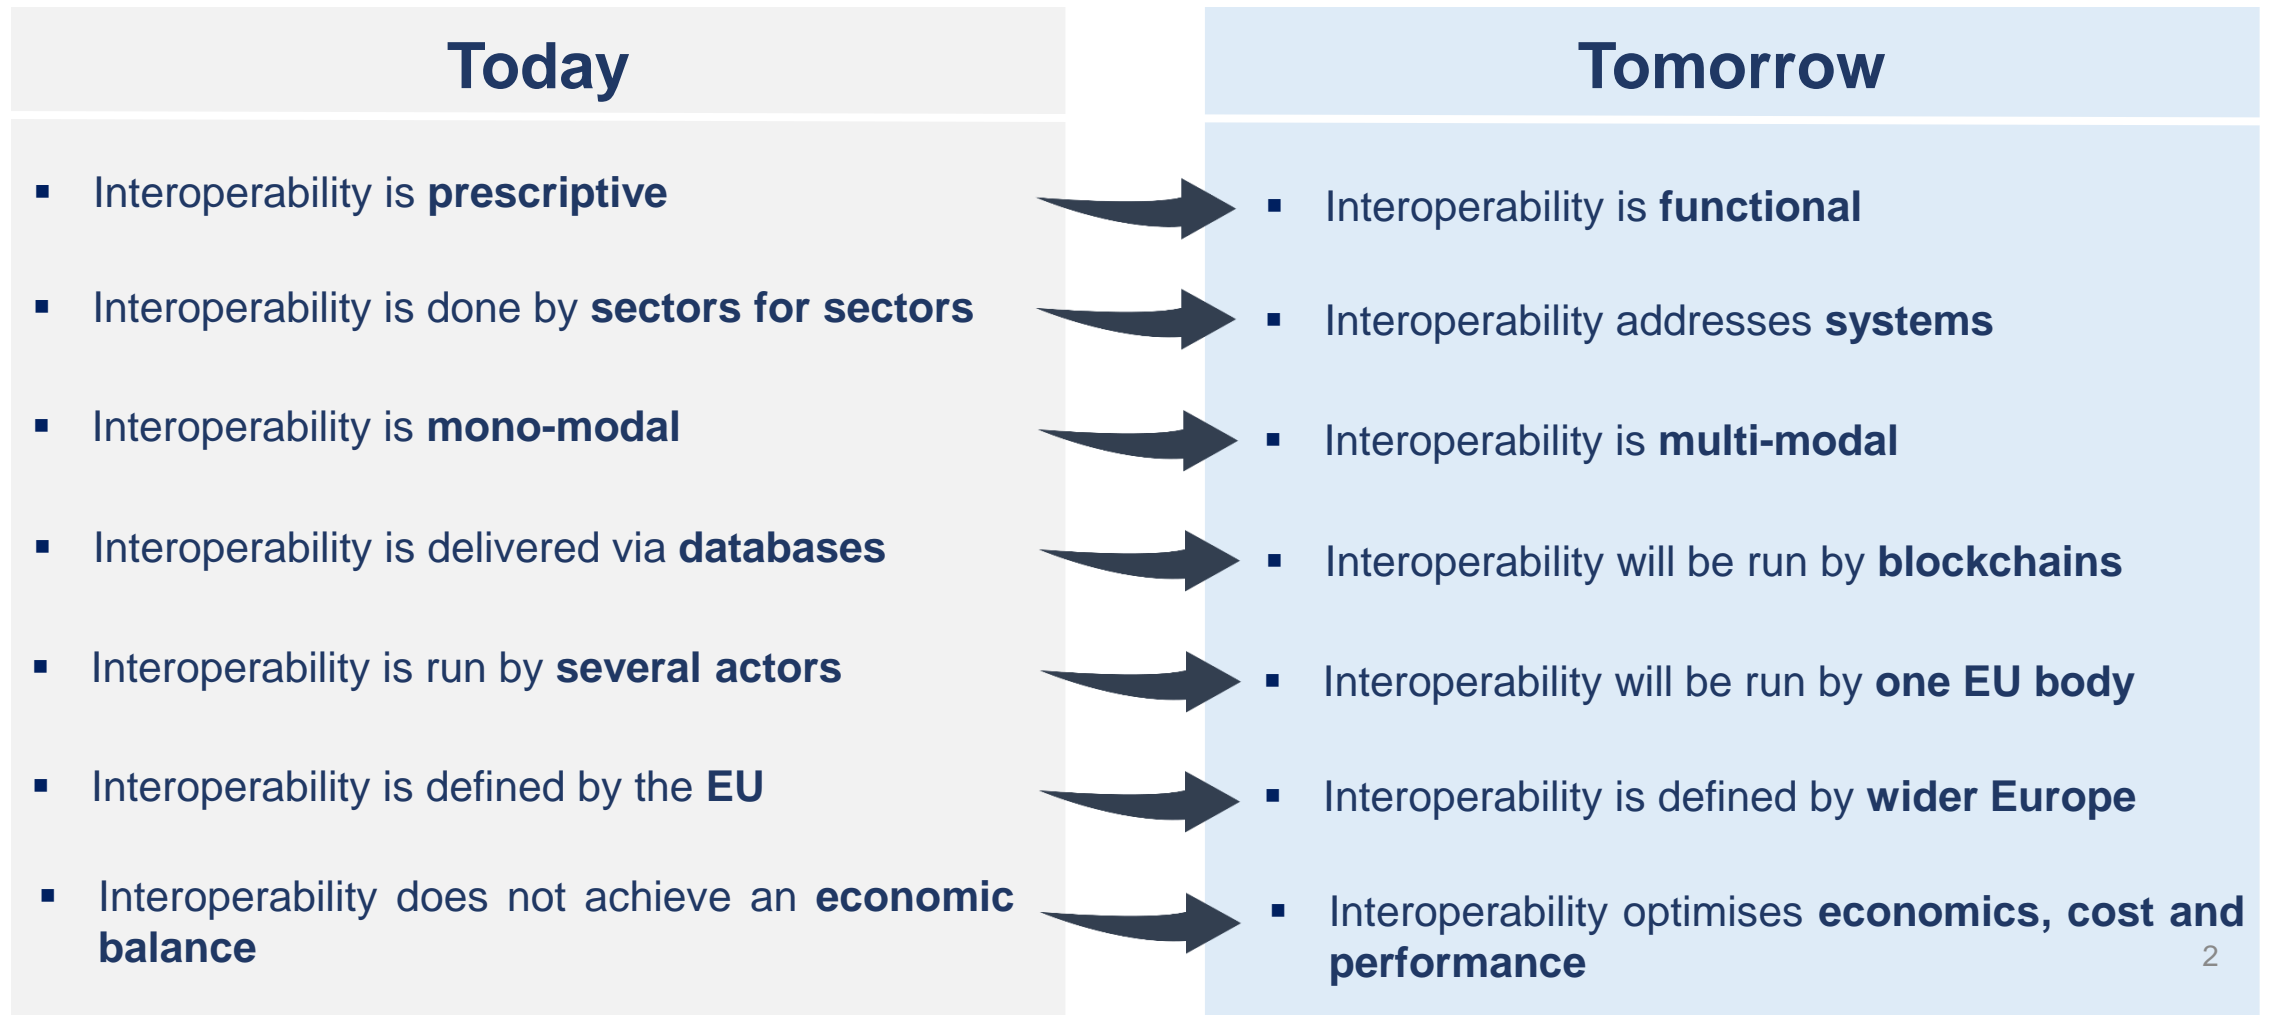 Today
Interoperability is prescriptive
Interoperability is done by sectors for sectors
Interoperability is mono-modal
Interoperability is delivered via databases
Interoperability is run by several actors
Interoperability is defined by the EU
Interoperability does not achieve an economic
balance
Tomorrow
Interoperability is functional
Interoperability addresses systems
Interoperability is multi-modal
Interoperability will be run by blockchains
Interoperability will be run by one EU body
Interoperability is defined by wider Europe
Interoperability optimises economics, cost and
performance
2